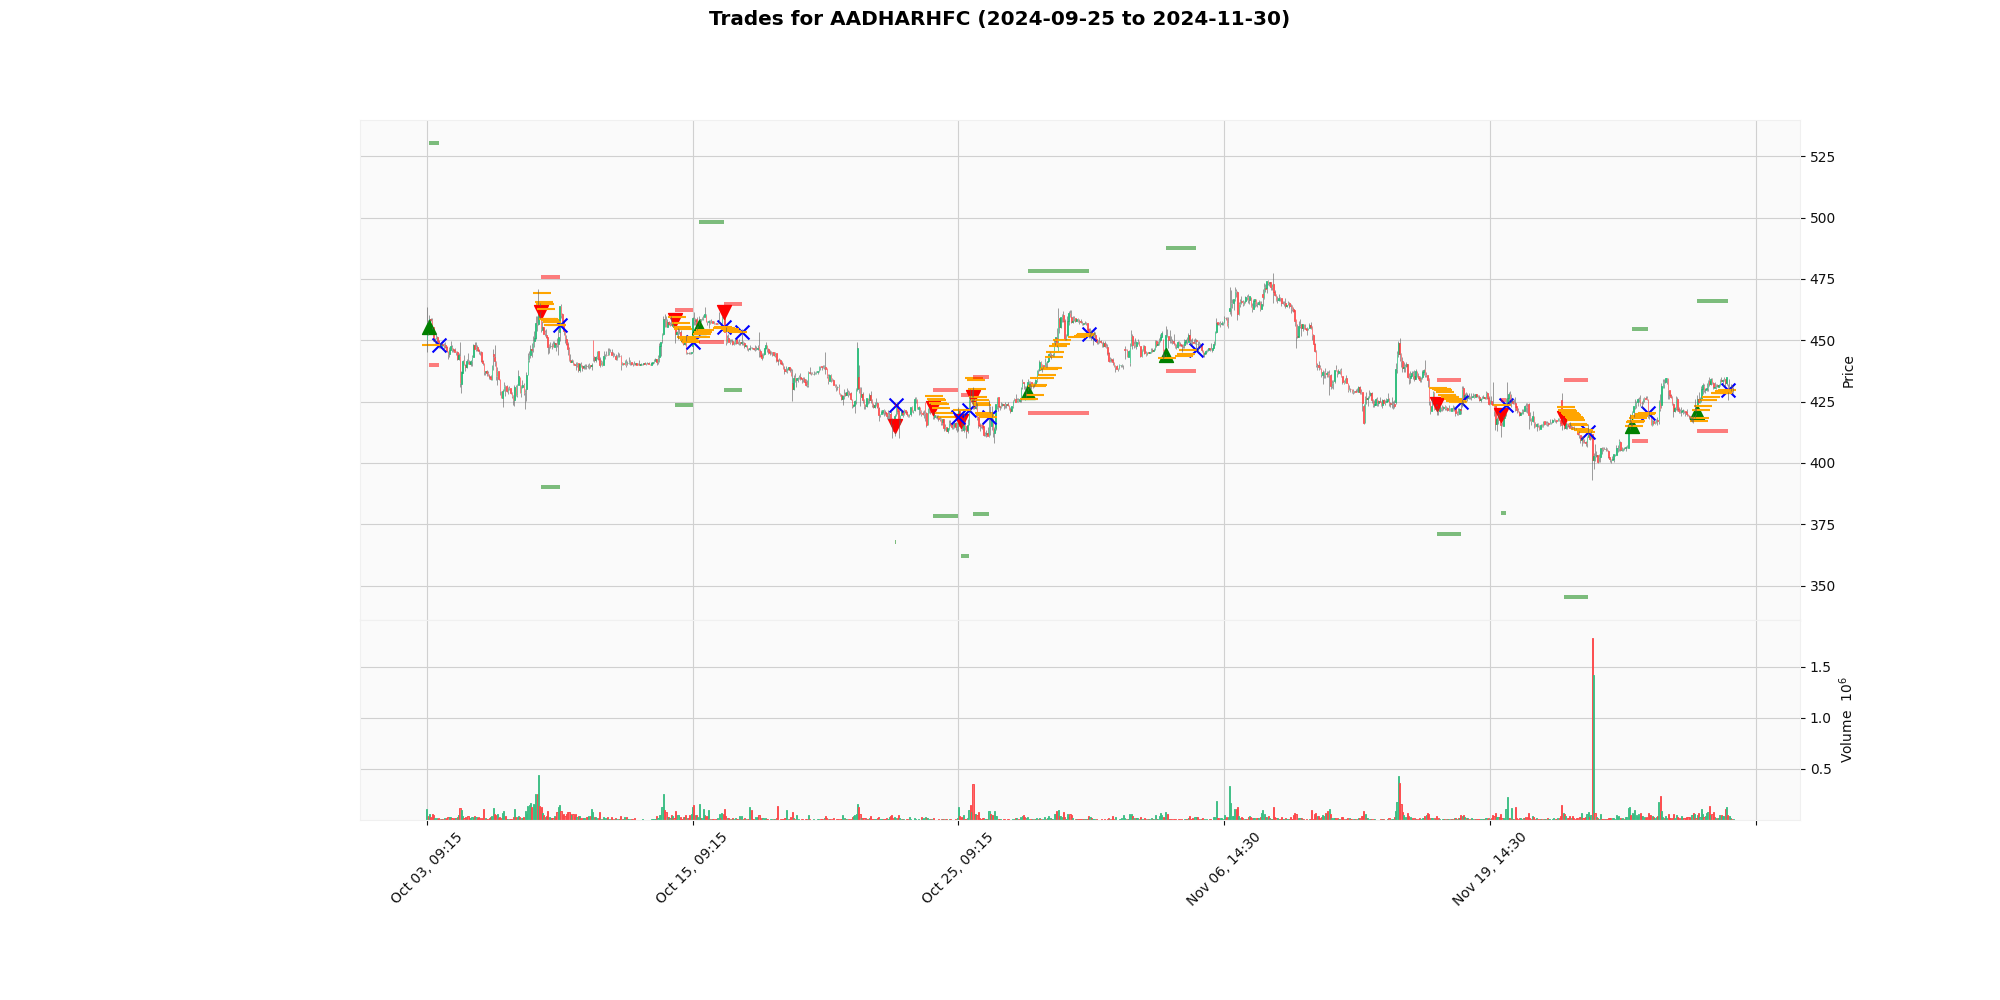 Trades for AADHARHFC (2024-09-25 to 2024-11-30)
525
500
475
450
425
400
375
350
Price
1.5
1.0
0.5
Volume 10^6
Oct 03, 09:15
Oct 15, 09:15
Oct 25, 09:15
Nov 06, 14:30
Nov 19, 14:30